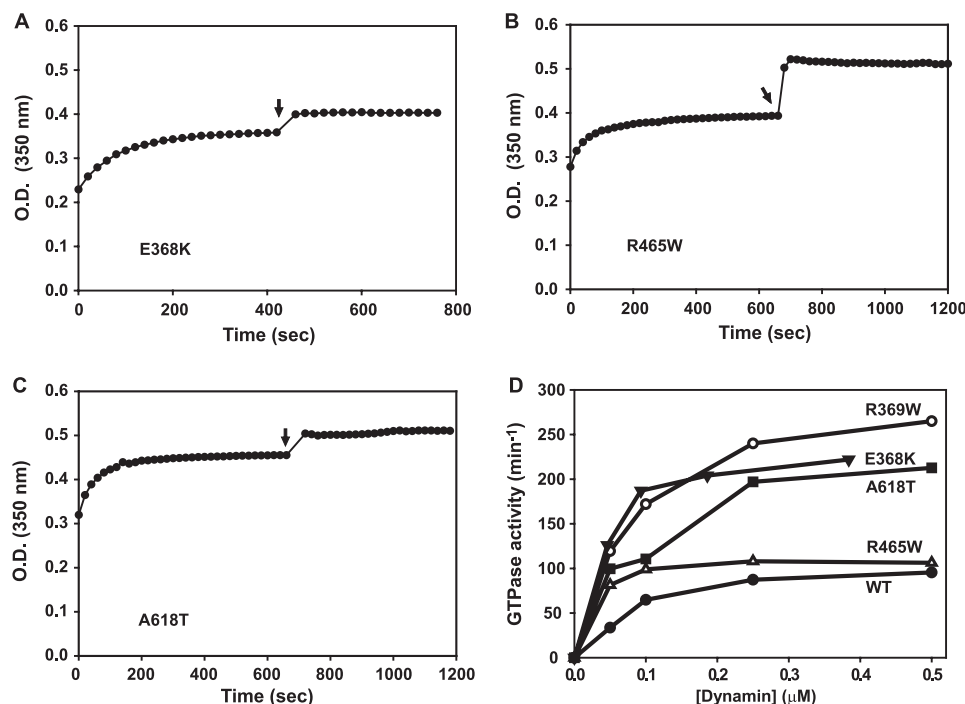 A
0.6
0.5
0.4
0.3
0.2
0.1
0.0
O.D. (350 nm)
E368K
0 200 400 600 800
Time (sec)
B
0.6
0.5
0.4
0.3
0.2
0.1
0.0
O.D. (350 nm)
R465W
0 200 400 600 800 1000 1200
Time (sec)
C
0.6
0.5
0.4
0.3
0.2
0.1
0.0
O.D. (350 nm)
A618T
0 200 400 600 800 1000 1200
Time (sec)
D
300
250
200
150
100
50
0
GTPase activity (min-1)
R369W
E368K
A618T
R465W
WT
0.0 0.1 0.2 0.3 0.4 0.5
[Dynamin] (μM)